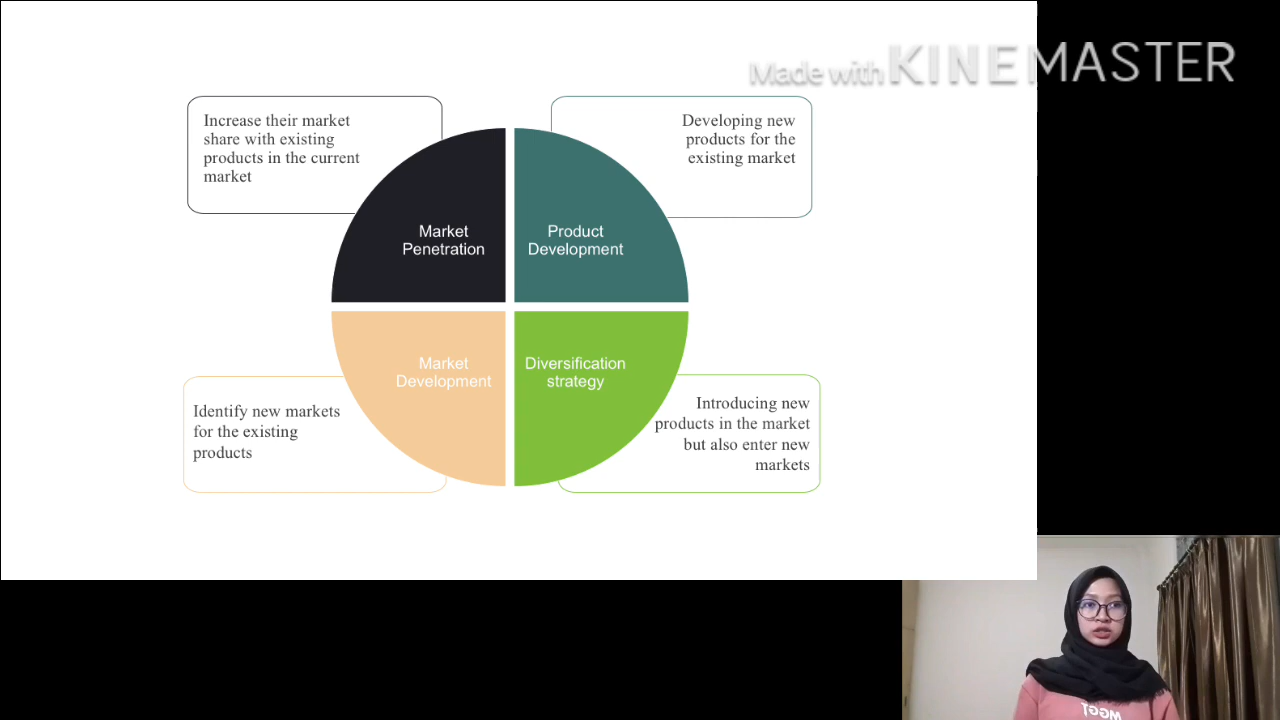 Made with KINEMASTER
Increase their market
share with existing
products in the current
market
Developing new
products for the
existing market
Market
Penetration
Product
Development
Market
Development
Diversification
strategy
Identify new markets
for the existing
products
Introducing new
products in the market
but also enter new
markets